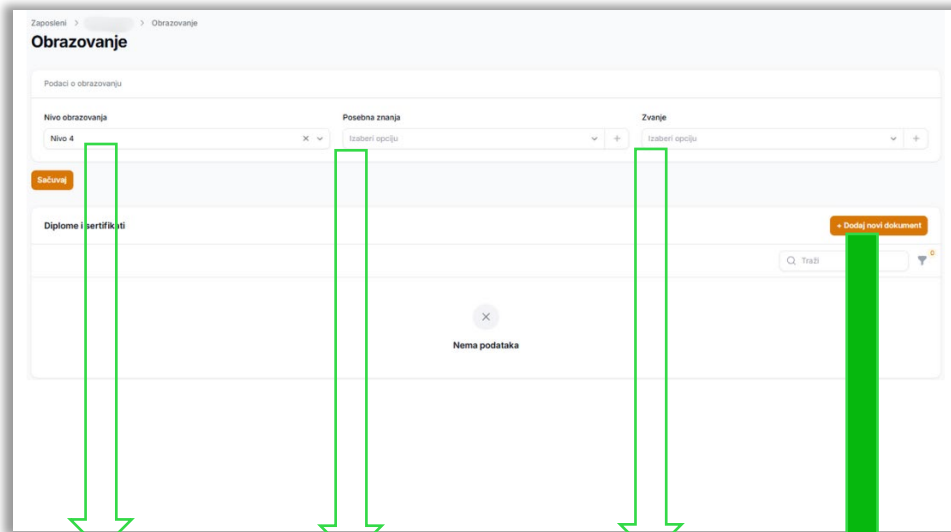 Zaposleni > > Obrazovanje
Obrazovanje
Podaci o obrazovanju
Nivo obrazovanja Posebna znanja Zvanje
Nivo 4 Izaberi opciju + Izaberi opciju +
Sačuvaj
Diplome i sertifikati + Dodaj novi dokument
Traži 0
Nema podataka